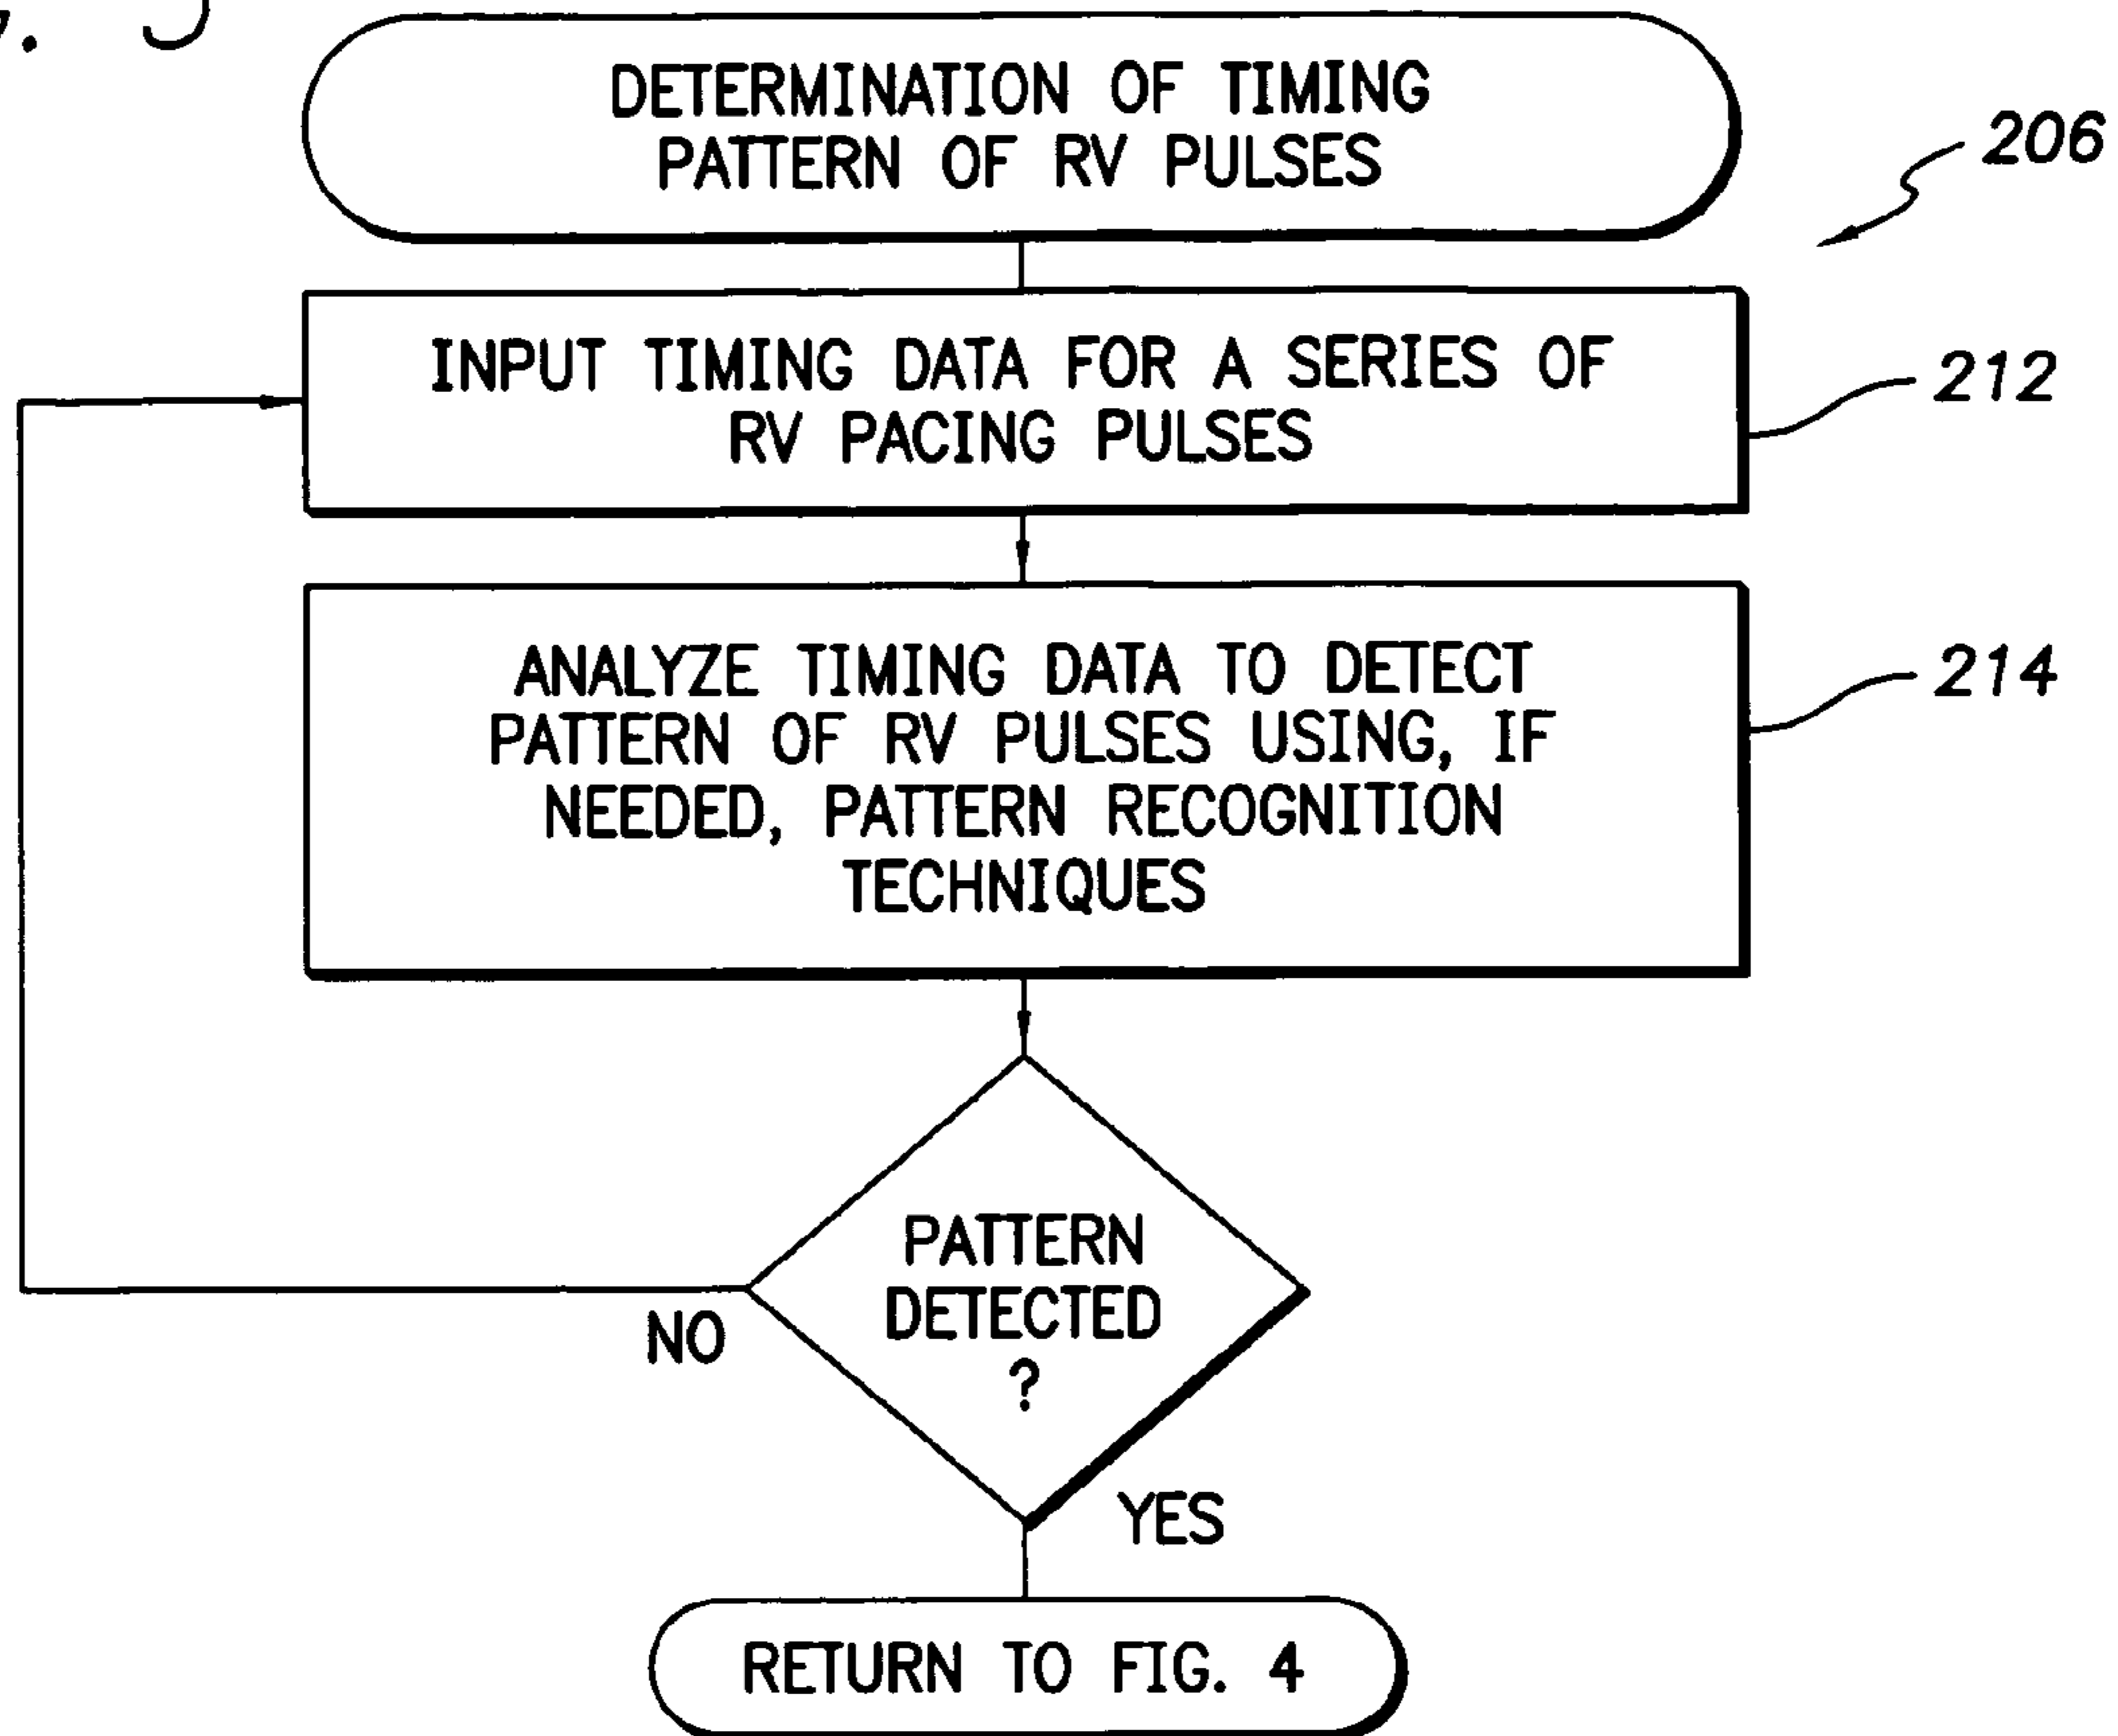 DETERMINATION OF TIMING
PATTERN OF RV PULSES
206
INPUT TIMING DATA FOR A SERIES OF
RV PACING PULSES
212
ANALYZE TIMING DATA TO DETECT
PATTERN OF RV PULSES USING, IF
NEEDED, PATTERN RECOGNITION
TECHNIQUES
214
PATTERN
DETECTED
?
NO
YES
RETURN TO FIG. 4